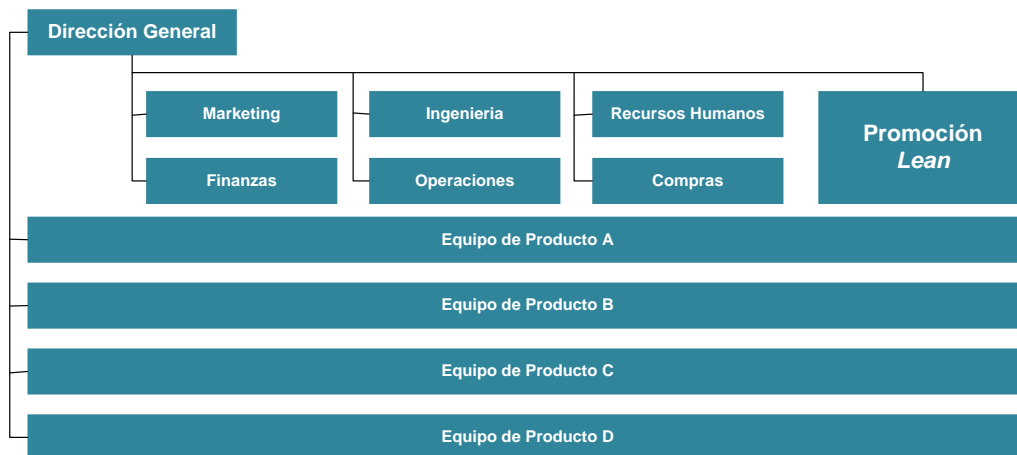 Dirección General
Marketing
Ingenieria
Recursos Humanos
Promoción
Lean
Finanzas
Operaciones
Compras
Equipo de Producto A
Equipo de Producto B
Equipo de Producto C
Equipo de Producto D